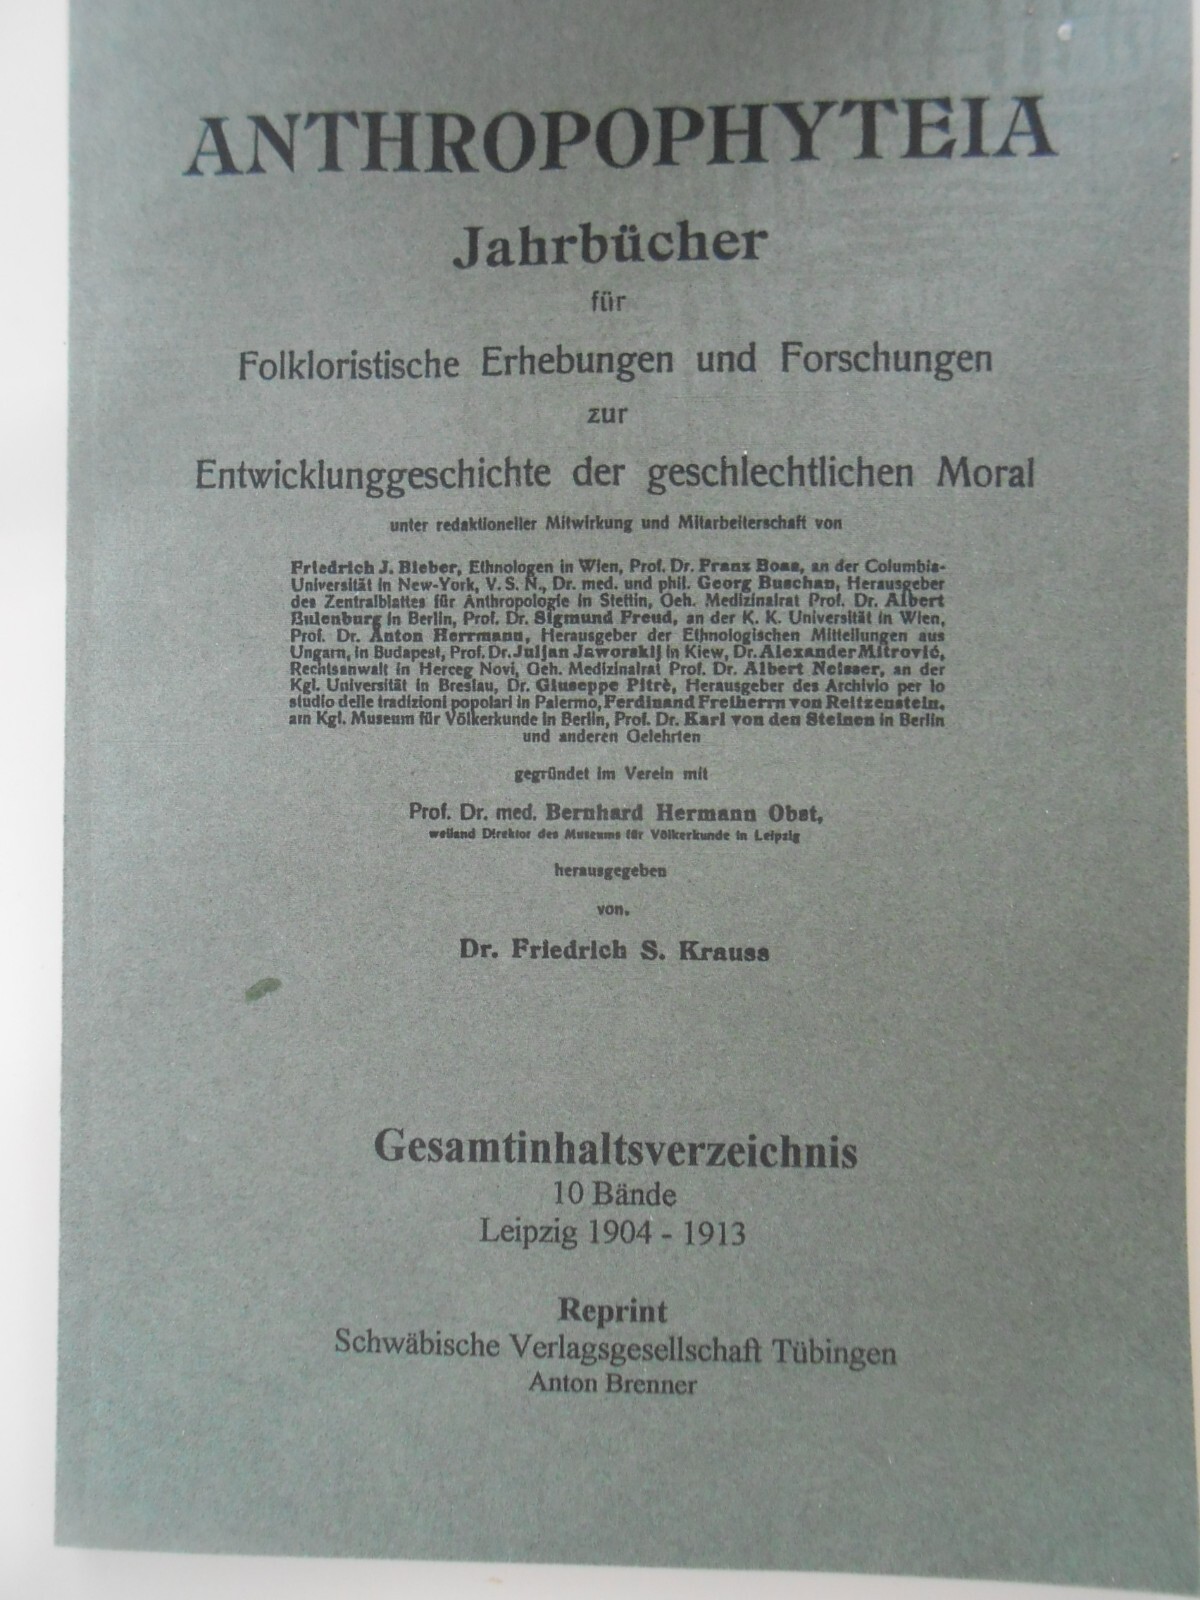 ANTHROPOPHYTEIA
Jahrbücher
für
Folkloristische Erhebungen und Forschungen
zur
Entwicklunggeschichte der geschlechtlichen Moral
unter redaktioneller Mitwirkung und Mitarbeiterschaft von
Friedrich J. Bieber, Ethnologen in Wien, Prof. Dr. Franz Boas, an der Columbia-
Universität in New-York, V. S. N., Dr. med. und phil. Georg Buschan, Herausgeber
des Zentralblattes für Anthropologie in Stettin, Geh. Medizinalrat Prof. Dr. Albert
Eulenburg in Berlin, Prof. Dr. Sigmund Freud, an der K. K. Universität in Wien,
Prof. Dr. Anton Herrmann, Herausgeber der Ethnologischen Mitteilungen aus
Ungarn, in Budapest, Prof. Dr. Juljan Jaworskij in Kiew, Dr. Alexander Mitrović,
Rechtsanwalt in Herceg Novi, Geh. Medizinalrat Prof. Dr. Albert Neisser, an der
Kgl. Universität in Breslau, Dr. Giuseppe Pitrè, Herausgeber des Archivio per lo
studio delle tradizioni popolari in Palermo, Ferdinand Freiherrn von Reitzenstein,
am Kgl. Museum für Völkerkunde in Berlin, Prof. Dr. Karl von den Steinen in Berlin
und anderen Gelehrten
gegründet im Verein mit
Prof. Dr. med. Bernhard Hermann Obst,
weiland Direktor des Museums für Völkerkunde in Leipzig
herausgegeben
von.
Dr. Friedrich S. Krauss
Gesamtinhaltsverzeichnis
10 Bände
Leipzig 1904 - 1913
Reprint
Schwäbische Verlagsgesellschaft Tübingen
Anton Brenner